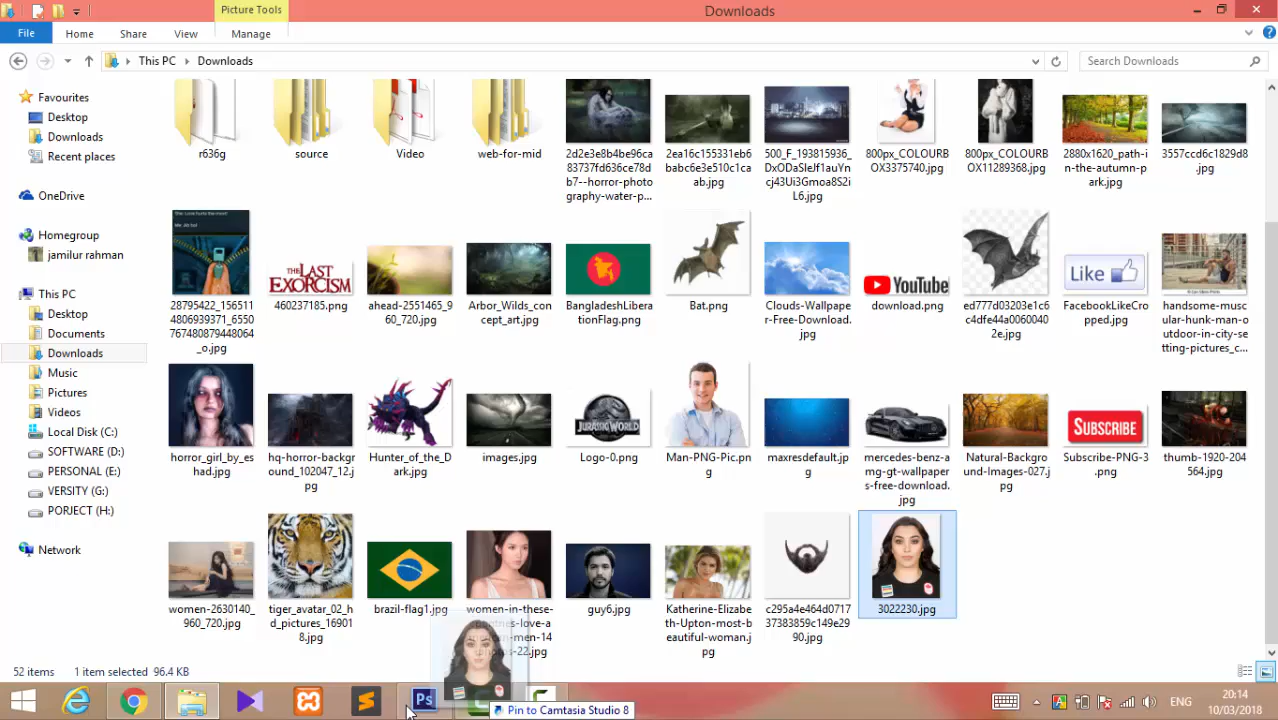 Picture Tools
Downloads
File
Home
Share
View
Manage
This PC
Downloads
Search Downloads
Favourites
Desktop
Downloads
Recent places
OneDrive
Homegroup
jamilur rahman
This PC
Desktop
Documents
Downloads
Music
Pictures
Videos
Local Disk (C:)
SOFTWARE (D:)
PERSONAL (E:)
VERSITY (G:)
PORJECT (H:)
Network
r636g
source
Video
web-for-mid
2d2e3e8b4be96ca
83737fd636ce78d
b7--horror-photo
graphy-water-p...
2ea16c155331eb6
babc6e3e510c1ca
ab.jpg
500_F_193815936_
DxODaSIeJf1auYn
cj43Ui3Gmoa8S2i
L6.jpg
800px_COLOURB
OX3375740.jpg
800px_COLOURB
OX11289368.jpg
2880x1620_path-i
n-the-autumn-p
ark.jpg
3557ccd6c1829d8
.jpg
28795422_156511
4806939371_6550
767480879448064
_o.jpg
THE LAST
EXORCISM
460237185.png
ahead-2551465_9
60_720.jpg
Arbor_Wilds_con
cept_art.jpg
BangladeshLibera
tionFlag.png
Bat.png
Clouds-Wallpape
r-Free-Download.
jpg
YouTube
download.png
ed777d03203e1c6
c4dfe44a0060040
2e.jpg
Like
FacebookLikeCro
pped.jpg
handsome-musc
ular-hunk-man-o
utdoor-in-city-se
tting-pictures_c...
horror_girl_by_es
had.jpg
hq-horror-backgr
ound_102047_12.j
pg
Hunter_of_the_D
ark.jpg
images.jpg
JURASSIC WORLD
Logo-0.png
Man-PNG-Pic.pn
g
maxresdefault.jp
g
mercedes-benz-a
mg-gt-wallpaper
s-free-download.
jpg
Natural-Backgro
und-Images-027.j
pg
SUBSCRIBE
Subscribe-PNG-3
.png
thumb-1920-204
564.jpg
women-2630140_
960_720.jpg
tiger_avatar_02_h
d_pictures_16901
8.jpg
brazil-flag1.jpg
women-in-these-
guy6.jpg
Katherine-Elizabe
th-Upton-most-b
eautiful-woman.j
pg
c295a4e464d0717
37383859c149e29
90.jpg
3022230.jpg
52 items
1 item selected
96.4 KB
Ps
Pin to Camtasia Studio 8
ENG
20:14
10/03/2018